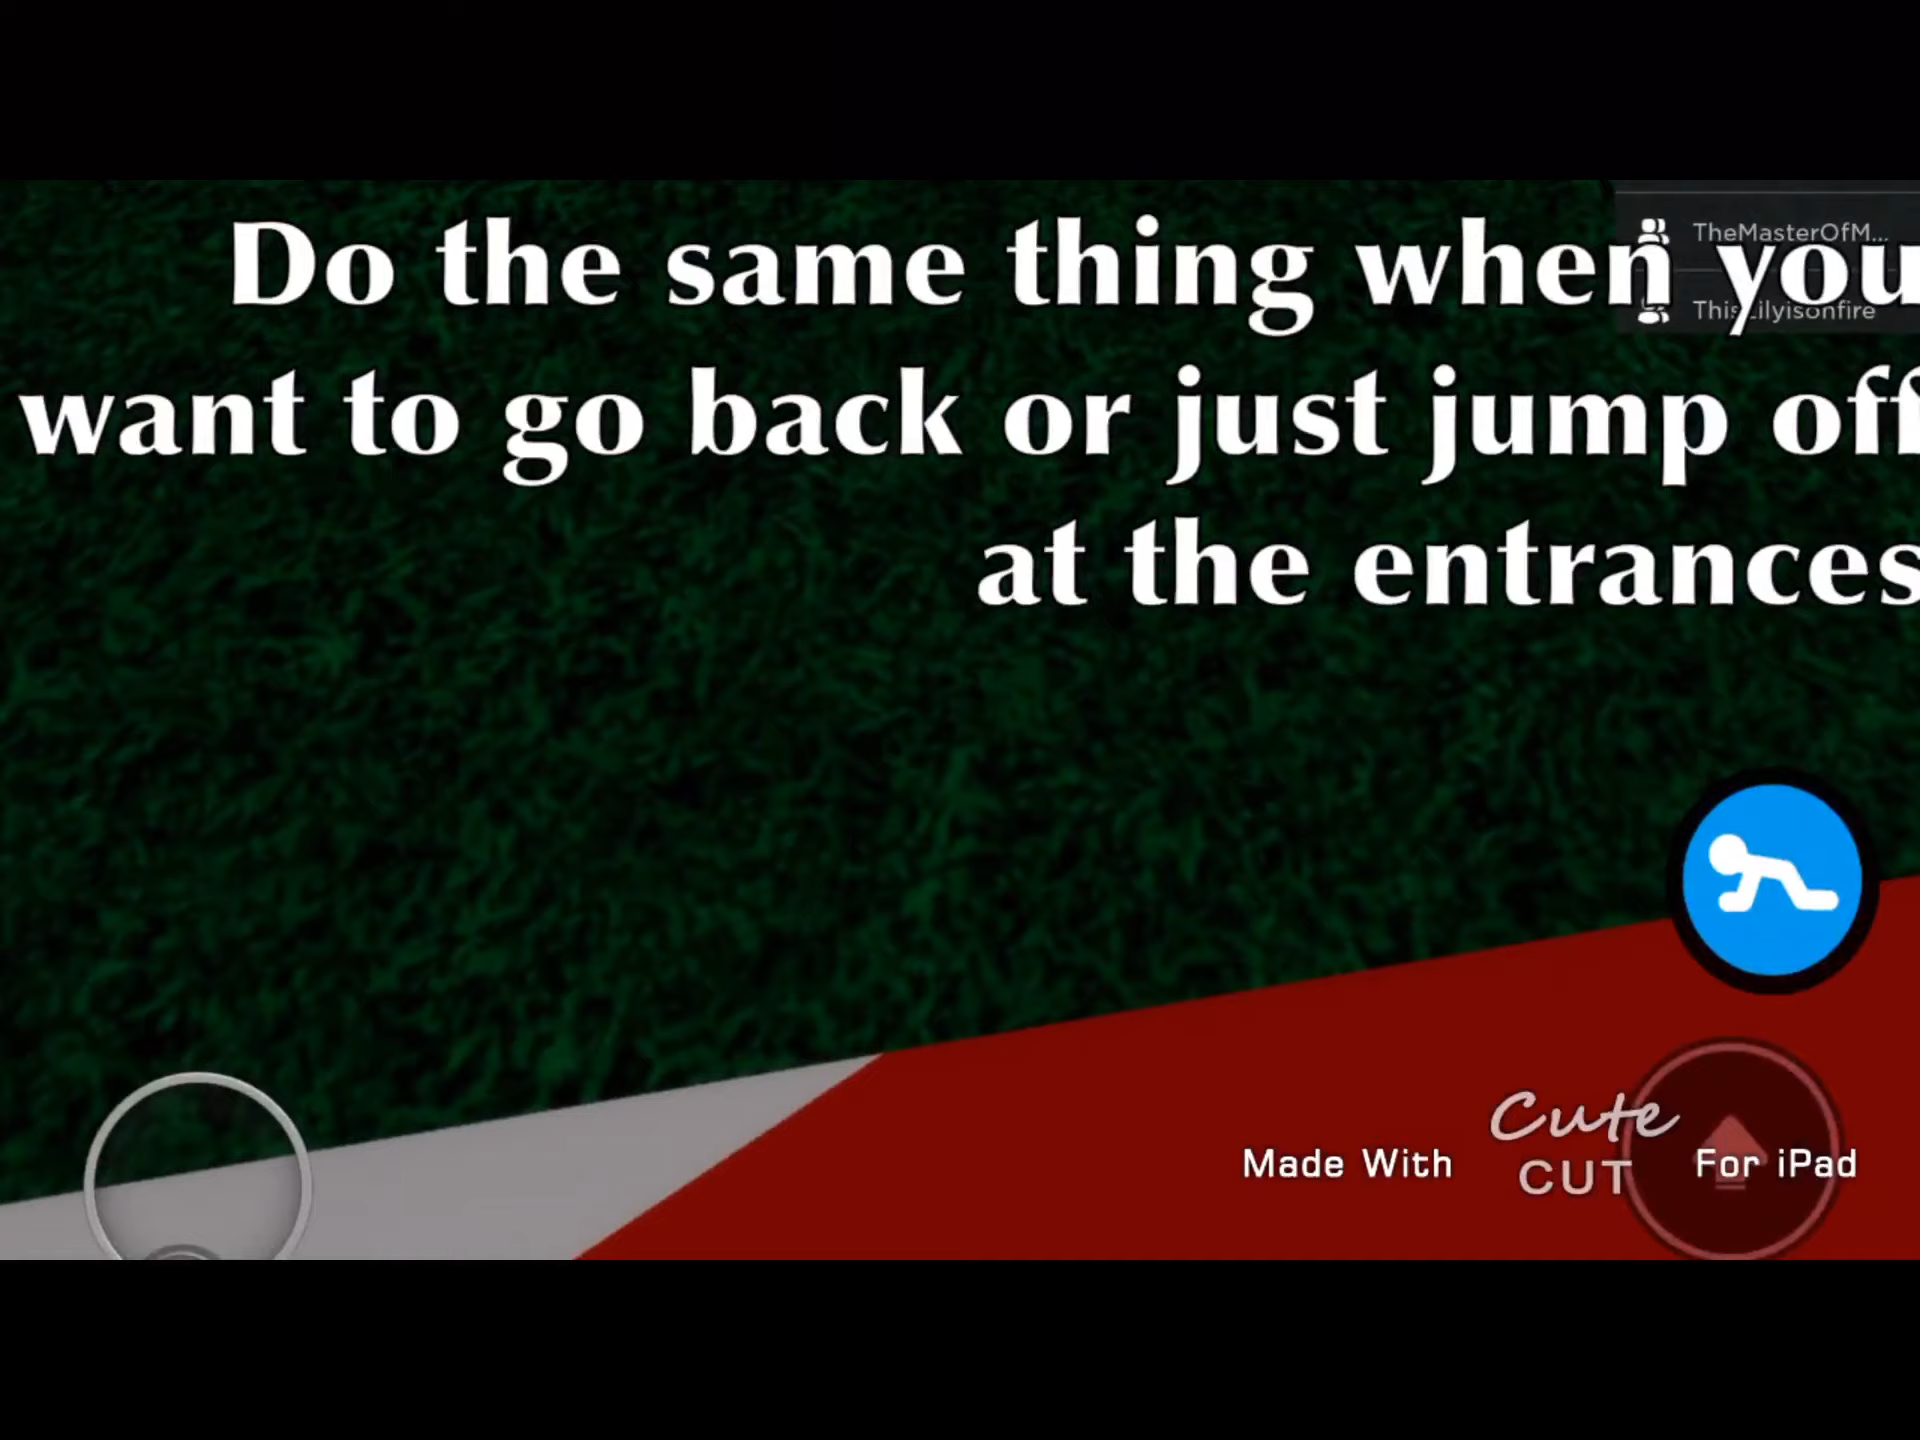 TheMasterOfM...
Do the same thing when you
ThisLilyisonfire
want to go back or just jump off
at the entrances
Made With Cute CUT For iPad